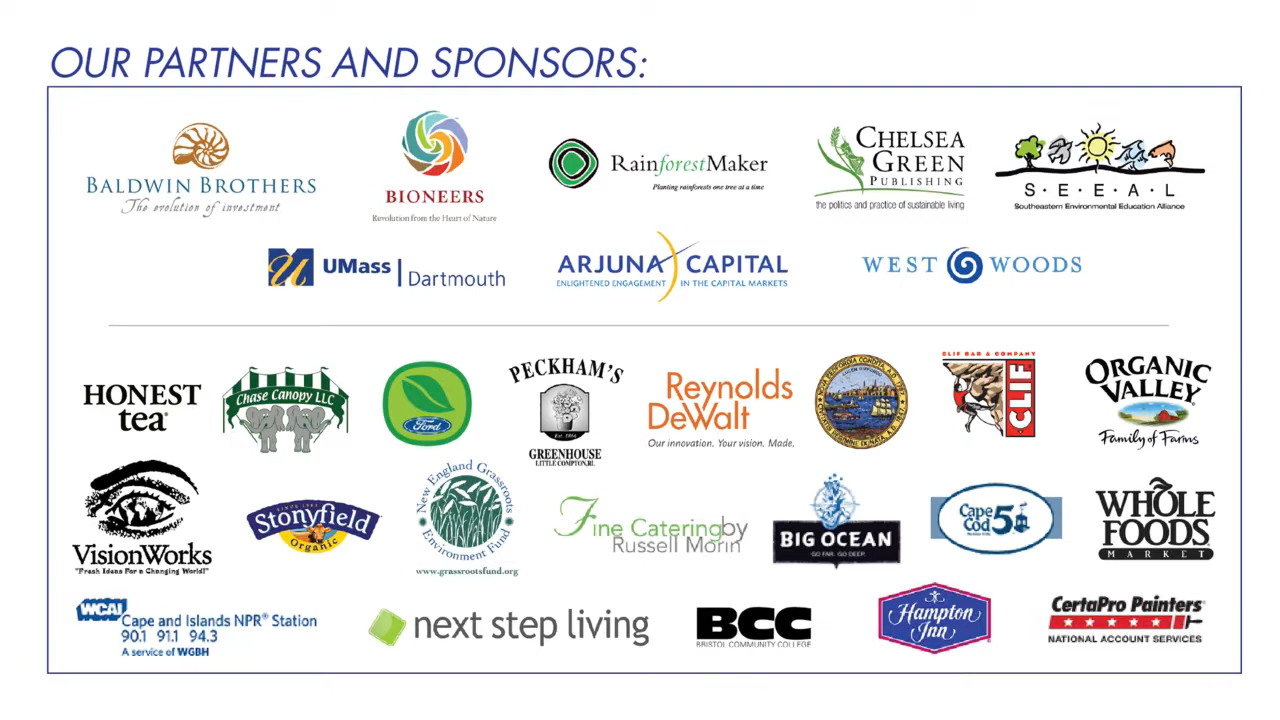 OUR PARTNERS AND SPONSORS:
BALDWIN BROTHERS
The evolution of investment
BIONEERS
Revolution from the Heart of Nature
RainforestMaker
Planting rainforests one tree at a time
CHELSEA
GREEN
PUBLISHING
the politics and practice of sustainable living
S·E·E·A·L
Southeastern Environmental Education Alliance
UMass | Dartmouth
ARJUNA CAPITAL
ENLIGHTENED ENGAGEMENT IN THE CAPITAL MARKETS
WEST WOODS
HONEST
tea
Chase Canopy LLC
Ford
PECKHAM'S
Est. 1866
GREENHOUSE
LITTLE COMPTON, RI.
Reynolds
DeWalt
Our innovation. Your vision. Made.
CLIF BAR & COMPANY
CLIF
ORGANIC
VALLEY
Family of Farms
VisionWorks
"Fresh Ideas For a Changing World!"
Stonyfield
Organic
New England Grassroots
Environment Fund
www.grassrootsfund.org
Fine Catering by
Russell Morin
BIG OCEAN
GO FAR. GO DEEP.
Cape
Cod 5
WHOLE
FOODS
MARKET
WCAI
Cape and Islands NPR® Station
90.1 91.1 94.3
A service of WGBH
next step living
BCC
BRISTOL COMMUNITY COLLEGE
Hampton
Inn
CertaPro Painters
NATIONAL ACCOUNT SERVICES